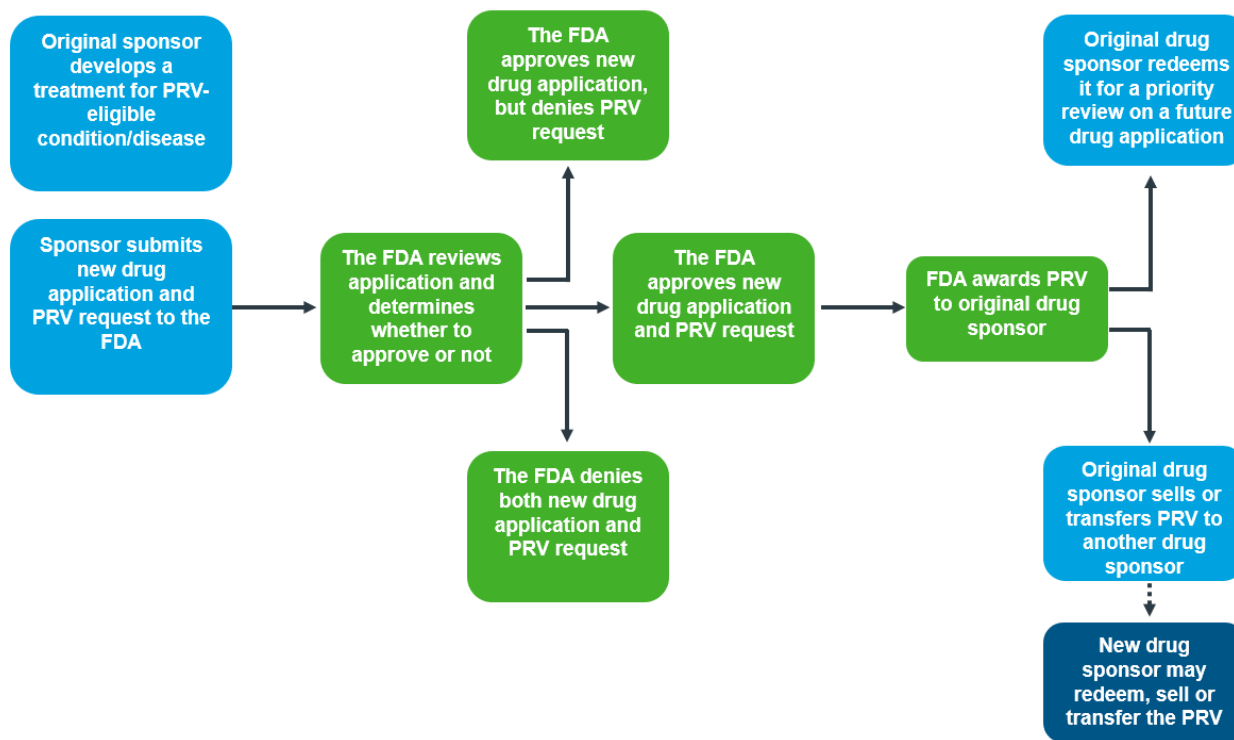 Original sponsor
develops a
treatment for PRV-
eligible
condition/disease
Sponsor submits
new drug
application and
PRV request to the
FDA
The FDA reviews
application and
determines
whether to
approve or not
The FDA
approves new
drug application,
but denies PRV
request
The FDA
approves new
drug application
and PRV request
The FDA denies
both new drug
application and
PRV request
FDA awards PRV
to original drug
sponsor
Original drug
sponsor redeems
it for a priority
review on a future
drug application
Original drug
sponsor sells or
transfers PRV to
another drug
sponsor
New drug
sponsor may
redeem, sell or
transfer the PRV